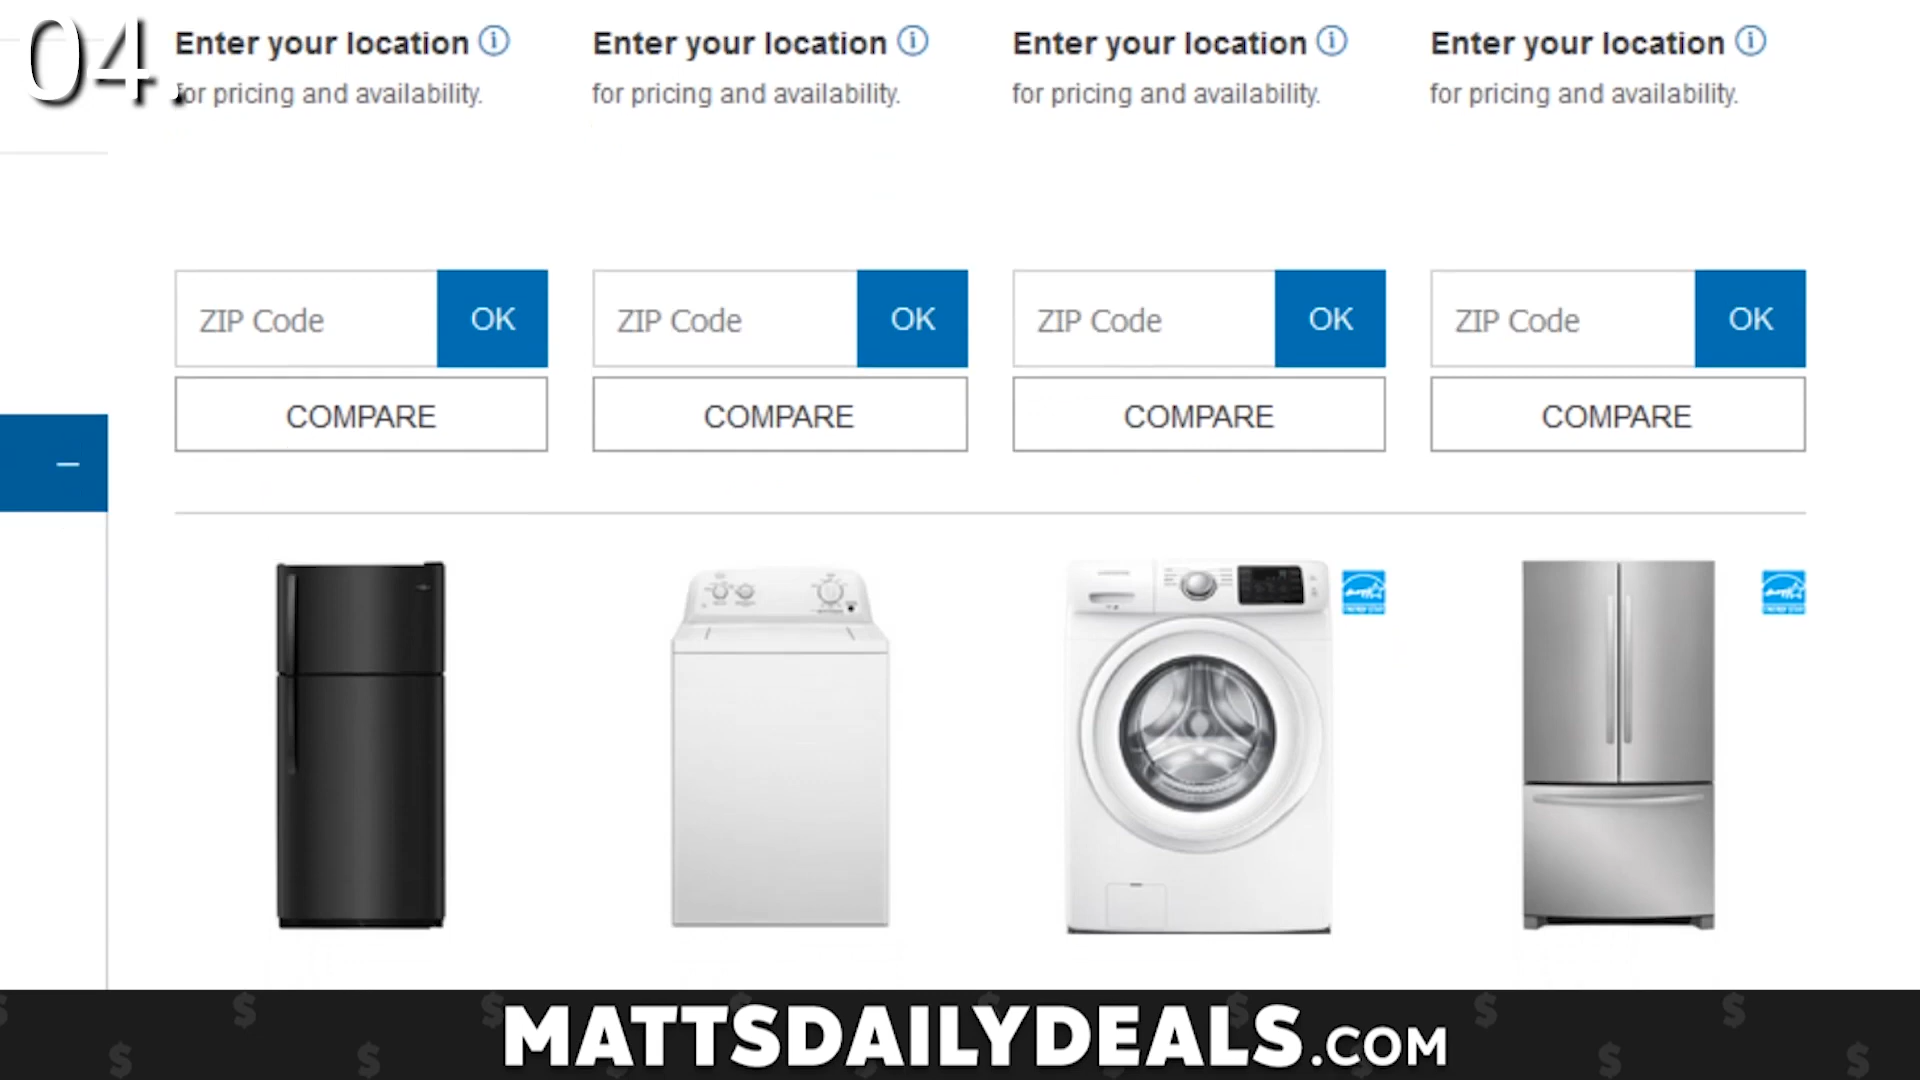 04.
Enter your location Enter your location Enter your location Enter your location
for pricing and availability. for pricing and availability. for pricing and availability. for pricing and availability.
ZIP Code OK ZIP Code OK ZIP Code OK ZIP Code OK
COMPARE COMPARE COMPARE COMPARE
MATTSDAILYDEALS.COM